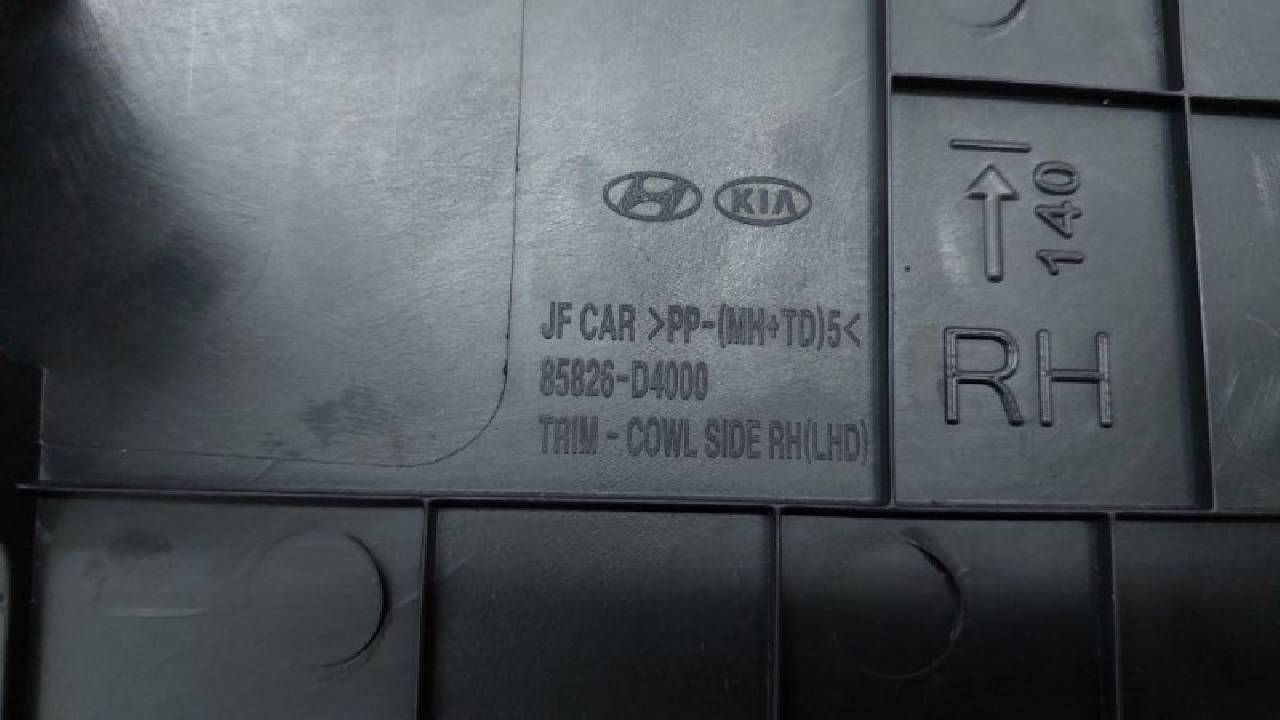 KIA
JF CAR >PP-(MH+TD)5<
85826-D4000
TRIM - COWL SIDE RH(LHD)
140
RH